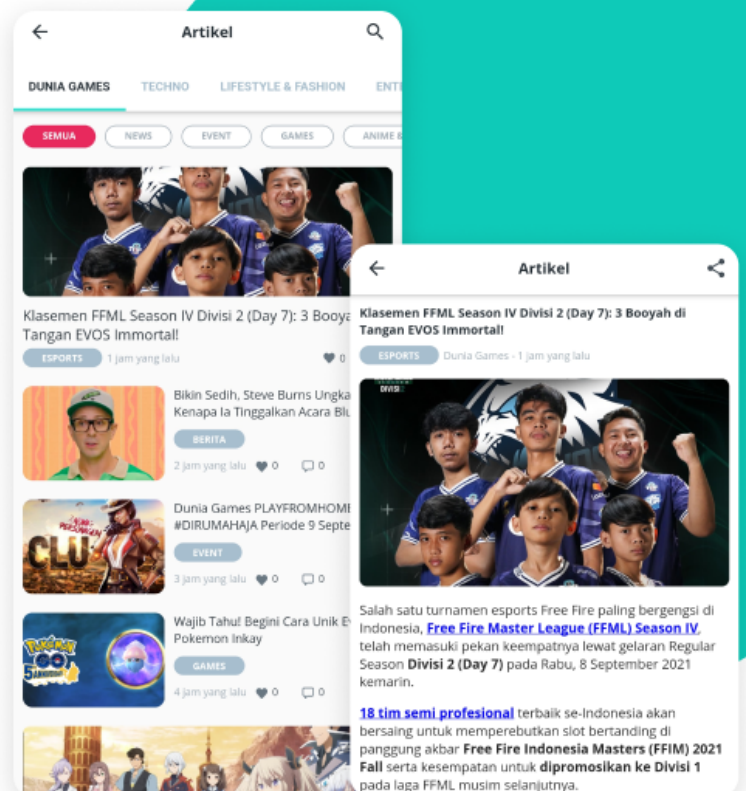 Artikel
DUNIA GAMES
TECHNO
LIFESTYLE & FASHION
ENTE
SEMUA
NEWS
EVENT
GAMES
ANIME &
Klasemen FFML Season IV Divisi 2 (Day 7): 3 Booya
Tangan EVOS Immortal!
ESPORTS
1 jam yang lalu
0
Bikin Sedih, Steve Burns Ungka
Kenapa Ia Tinggalkan Acara Blu
BERITA
2 jam yang lalu
0
0
Dunia Games PLAYFROMHOME
#DIRUMAHAJA Periode 9 Septe
EVENT
3 jam yang lalu
0
0
CLU
Wajib Tahu! Begini Cara Unik E
Pokemon Inkay
GAMES
4 jam yang lalu
0
0
POKÉMON
GO
5
Artikel
Klasemen FFML Season IV Divisi 2 (Day 7): 3 Booyah di
Tangan EVOS Immortal!
ESPORTS
Dunia Games - 1 jam yang lalu
DIVISI
Salah satu turnamen esports Free Fire paling bergengsi di
Indonesia, Free Fire Master League (FFML) Season IV,
telah memasuki pekan keempatnya lewat gelaran Regular
Season Divisi 2 (Day 7) pada Rabu, 8 September 2021
kemarin.
18 tim semi profesional terbaik se-Indonesia akan
bersaing untuk memperebutkan slot bertanding di
panggung akbar Free Fire Indonesia Masters (FFIM) 2021
Fall serta kesempatan untuk dipromosikan ke Divisi 1
pada laga FFML musim selanjutnya.